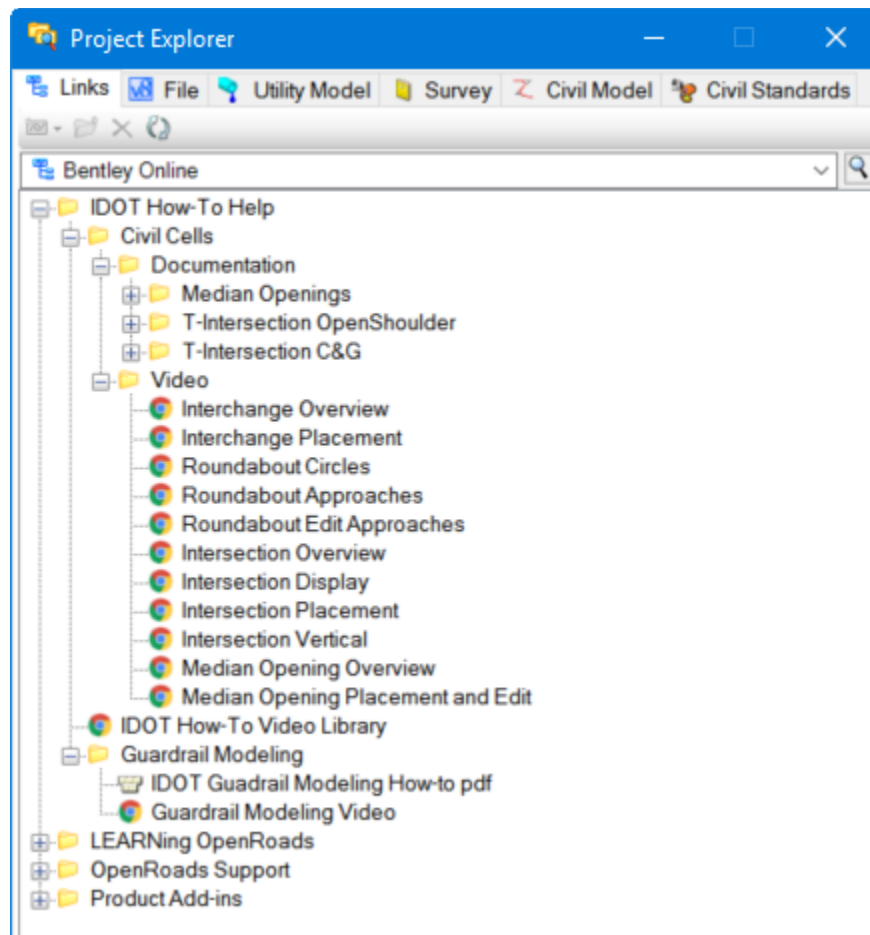 Project Explorer
Links File Utility Model Survey Civil Model Civil Standards
Bentley Online
IDOT How-To Help
Civil Cells
Documentation
Median Openings
T-Intersection OpenShoulder
T-Intersection C&G
Video
Interchange Overview
Interchange Placement
Roundabout Circles
Roundabout Approaches
Roundabout Edit Approaches
Intersection Overview
Intersection Display
Intersection Placement
Intersection Vertical
Median Opening Overview
Median Opening Placement and Edit
IDOT How-To Video Library
Guardrail Modeling
IDOT Guadrail Modeling How-to pdf
Guardrail Modeling Video
LEARNing OpenRoads
OpenRoads Support
Product Add-ins